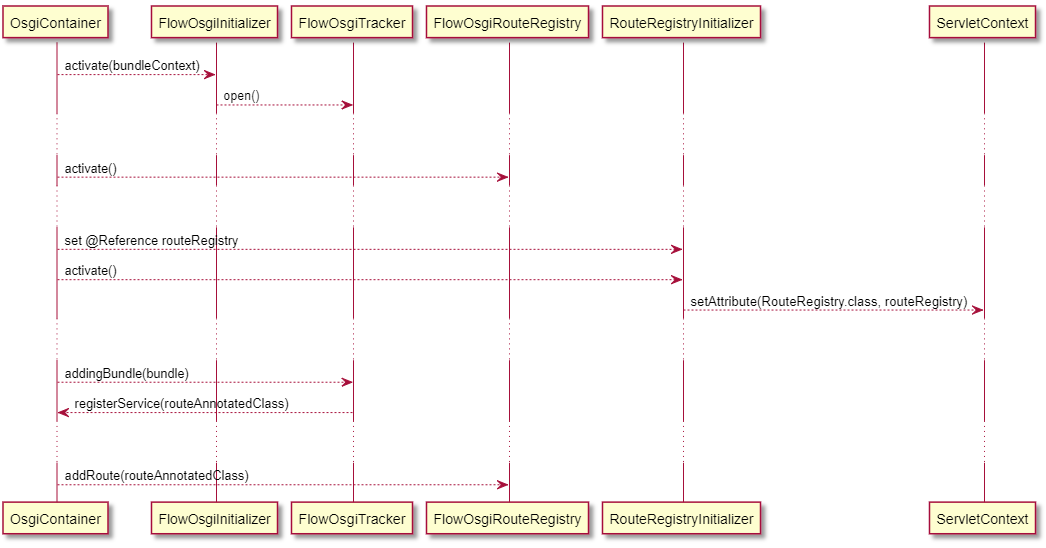 OsgiContainer FlowOsgiInitializer FlowOsgiTracker FlowOsgiRouteRegistry RouteRegistryInitializer ServletContext
activate(bundleContext)
open()
activate()
set @Reference routeRegistry
activate()
setAttribute(RouteRegistry.class, routeRegistry)
addingBundle(bundle)
registerService(routeAnnotatedClass)
addRoute(routeAnnotatedClass)
OsgiContainer FlowOsgiInitializer FlowOsgiTracker FlowOsgiRouteRegistry RouteRegistryInitializer ServletContext